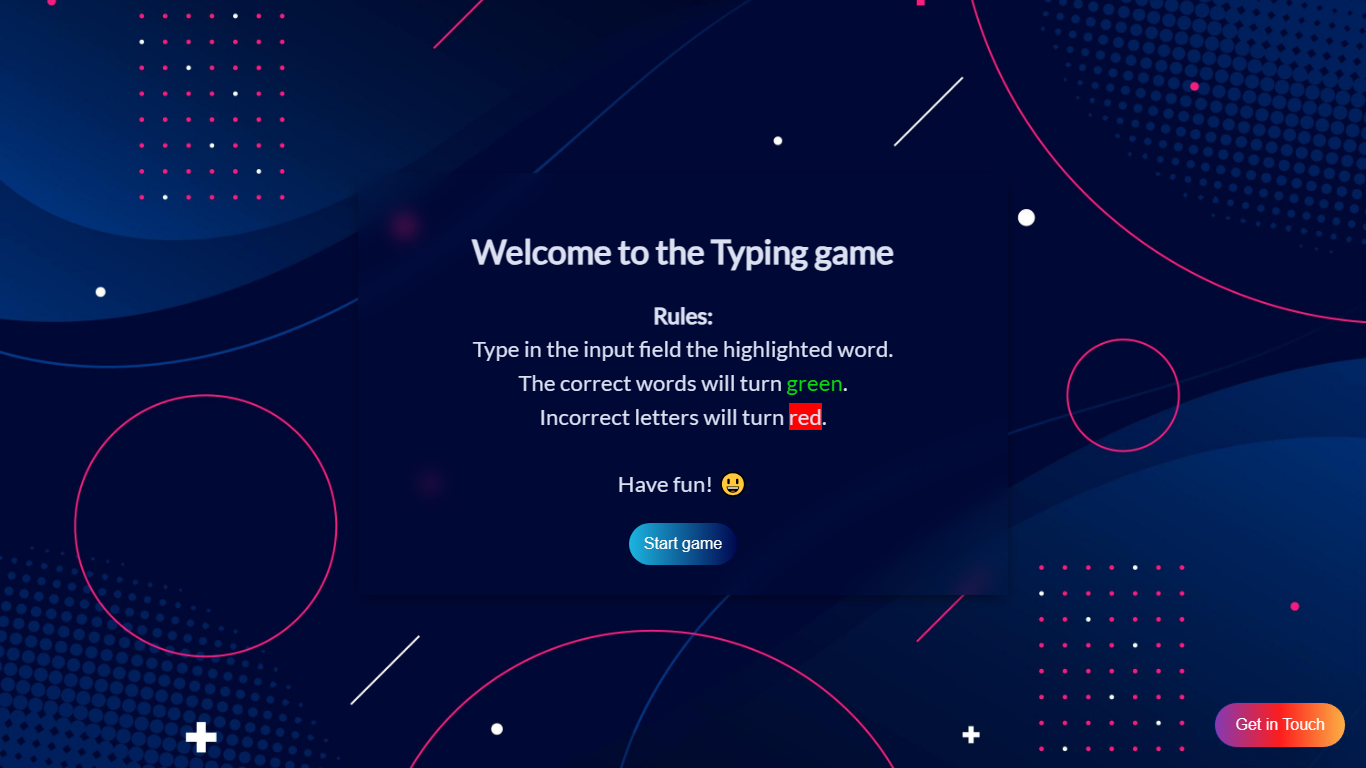 Welcome to the Typing game
Rules:
Type in the input field the highlighted word.
The correct words will turn green.
Incorrect letters will turn red.
Have fun! 😃
Start game
Get in Touch